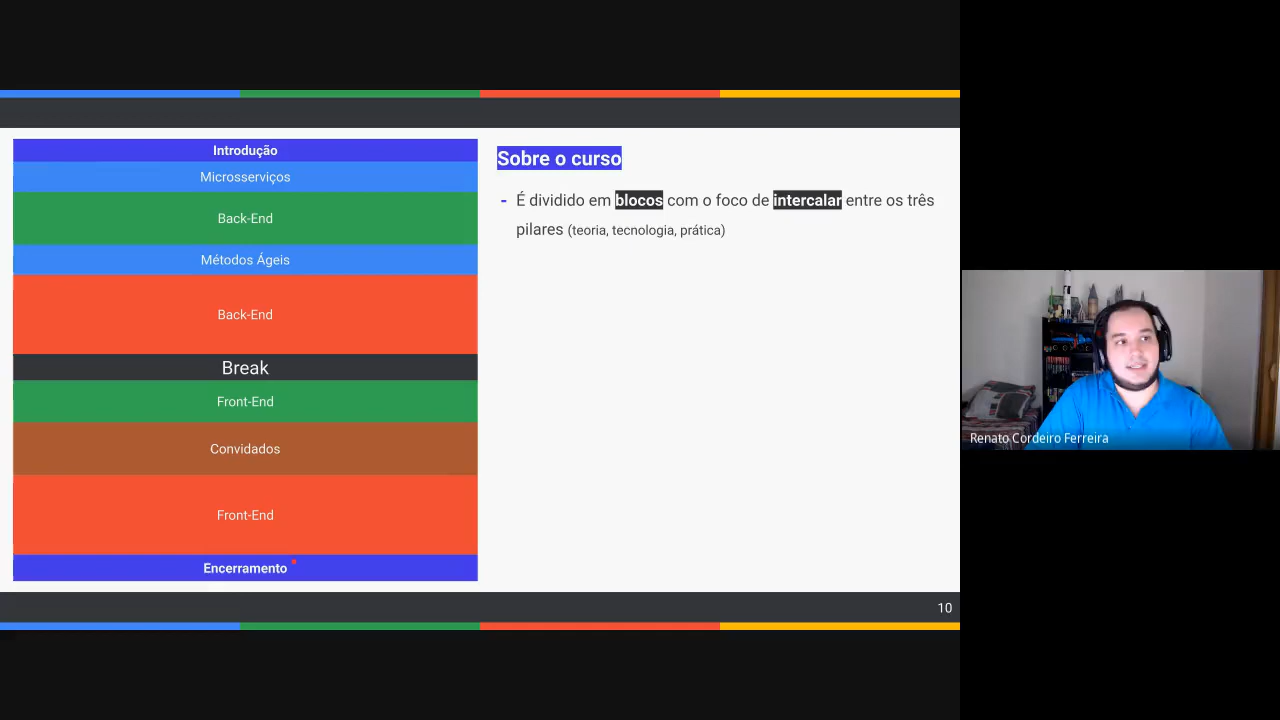 Introdução
Microsserviços
Back-End
Métodos Ágeis
Back-End
Break
Front-End
Convidados
Front-End
Encerramento
Sobre o curso
- É dividido em blocos com o foco de intercalar entre os três
pilares (teoria, tecnologia, prática)
10
Renato Cordeiro Ferreira